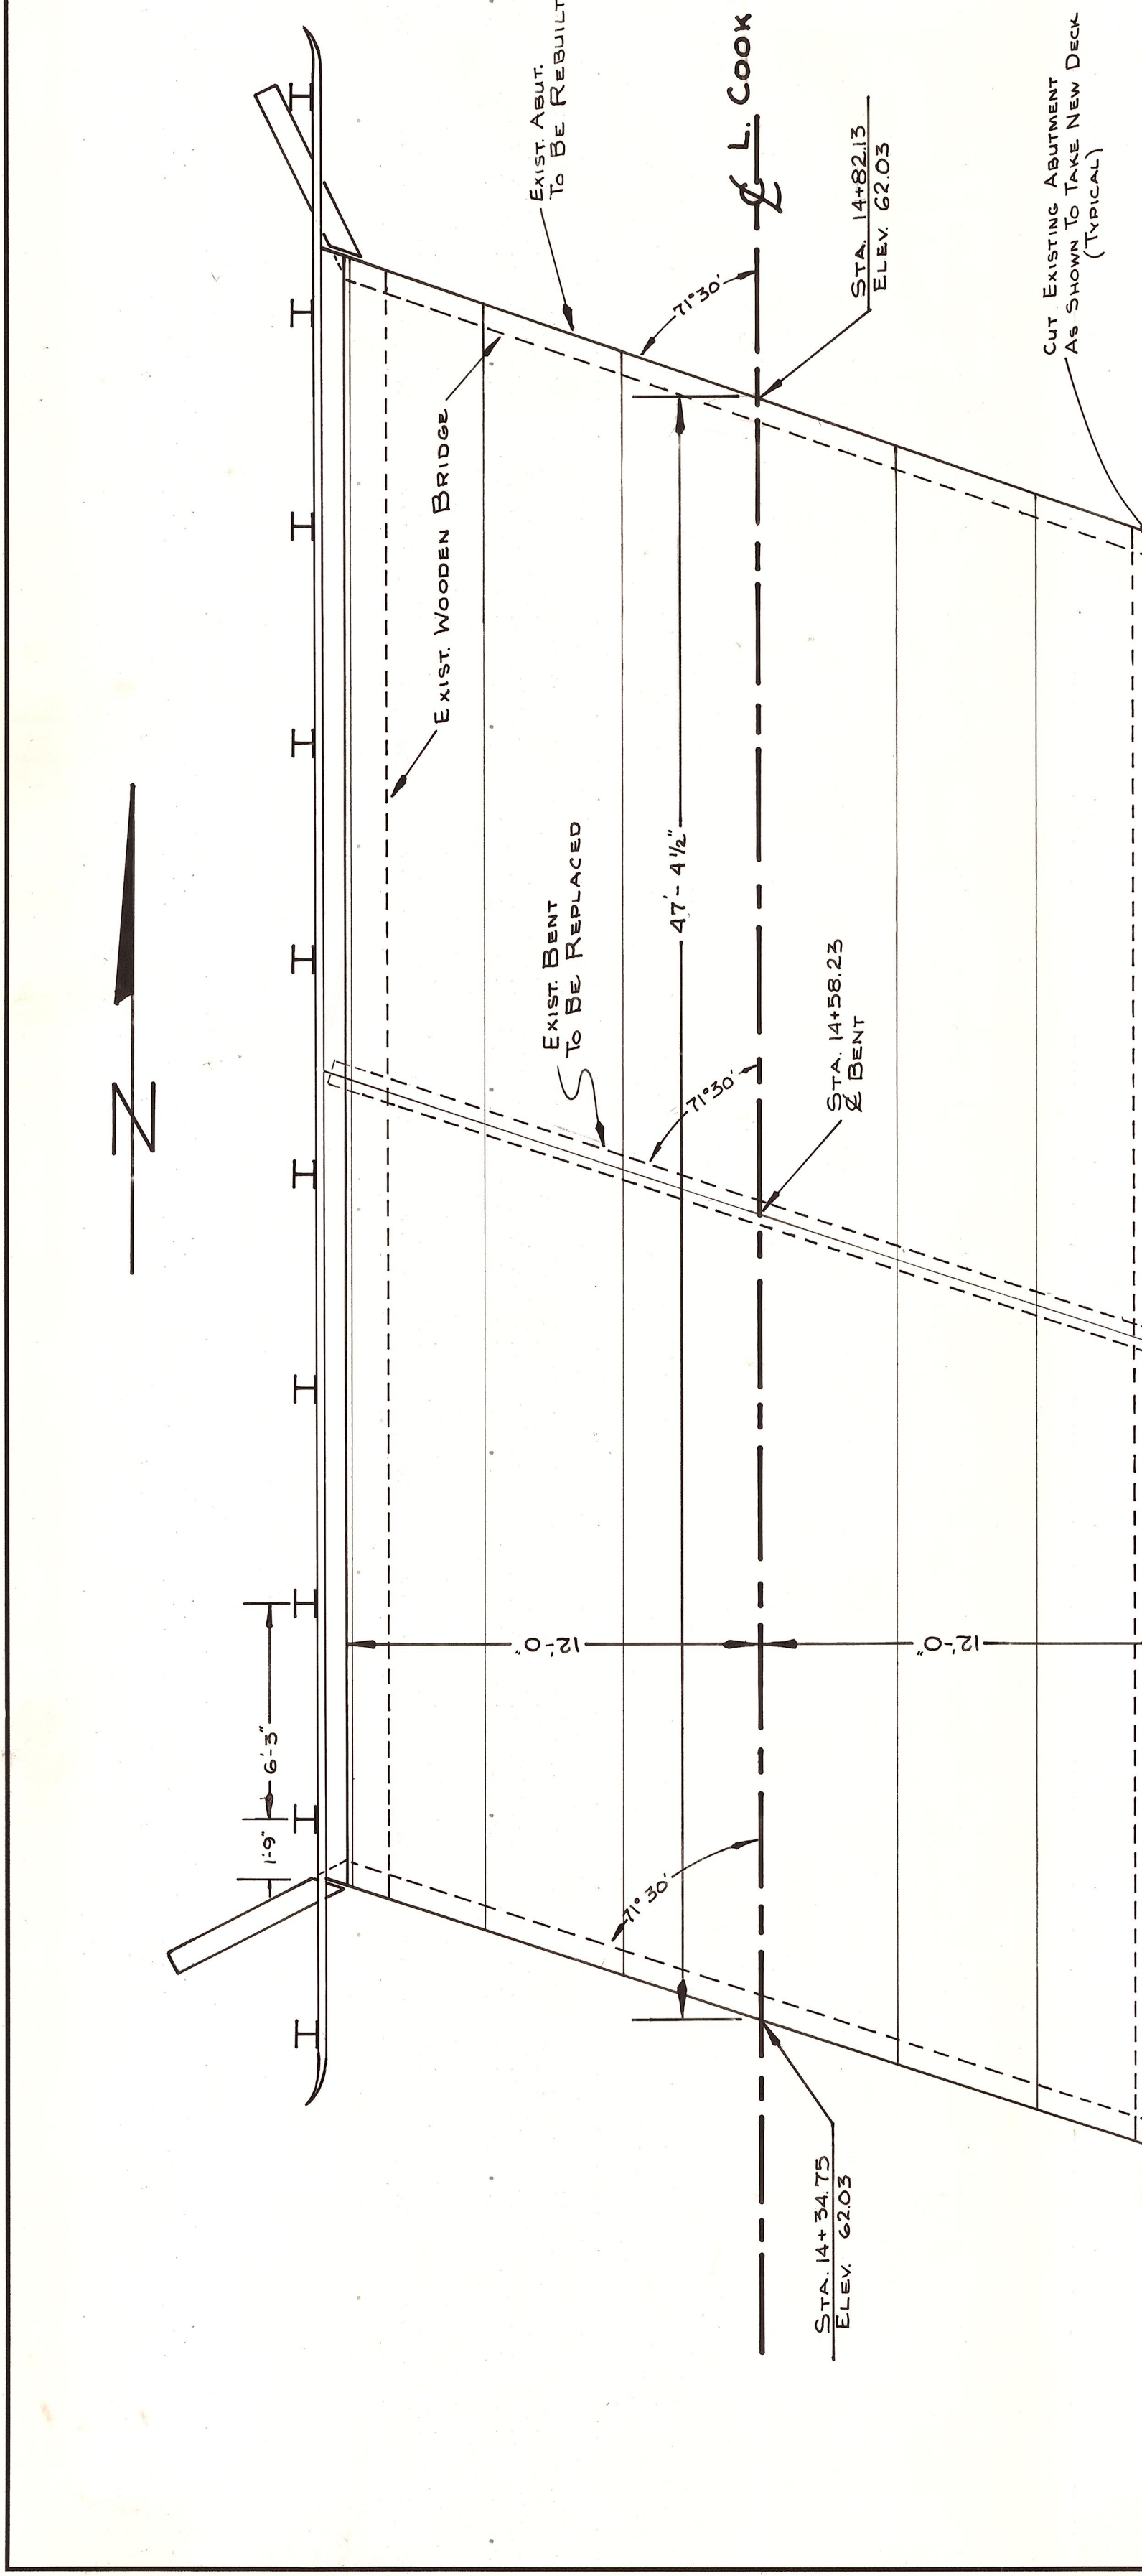 EXIST. ABUT.
TO BE REBUILT
℄ L. COOK
STA. 14+82.13
ELEV. 62.03
CUT EXISTING ABUTMENT
AS SHOWN TO TAKE NEW DECK
(TYPICAL)
71°30'
EXIST. WOODEN BRIDGE
N
EXIST. BENT
TO BE REPLACED
47'-4½"
71°30'
STA. 14+58.23
℄ BENT
6'-3"
1'-9"
12'-0"
12'-0"
71°30'
STA. 14+34.75
ELEV. 62.03